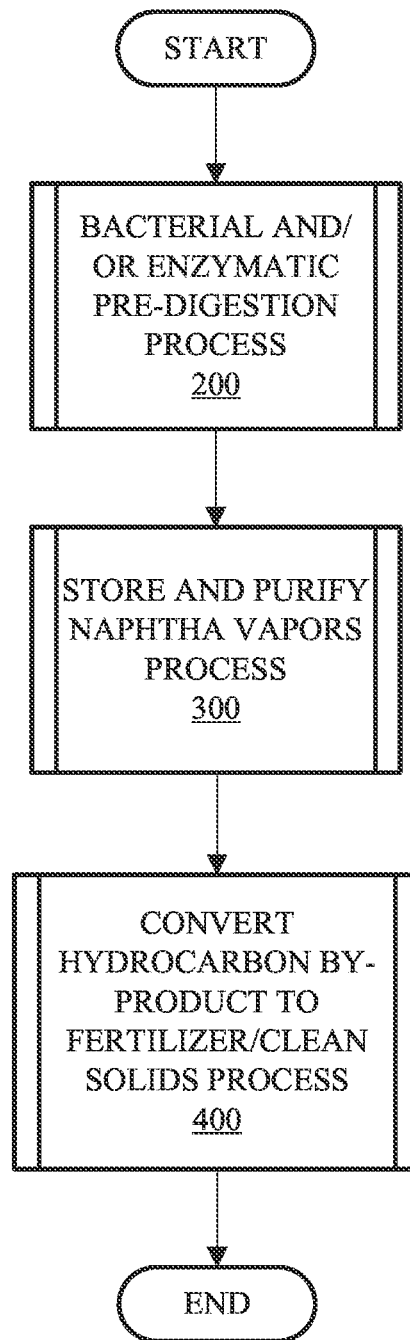 START
BACTERIAL AND/
OR ENZYMATIC
PRE-DIGESTION
PROCESS
200
STORE AND PURIFY
NAPHTHA VAPORS
PROCESS
300
CONVERT
HYDROCARBON BY-
PRODUCT TO
FERTILIZER/CLEAN
SOLIDS PROCESS
400
END